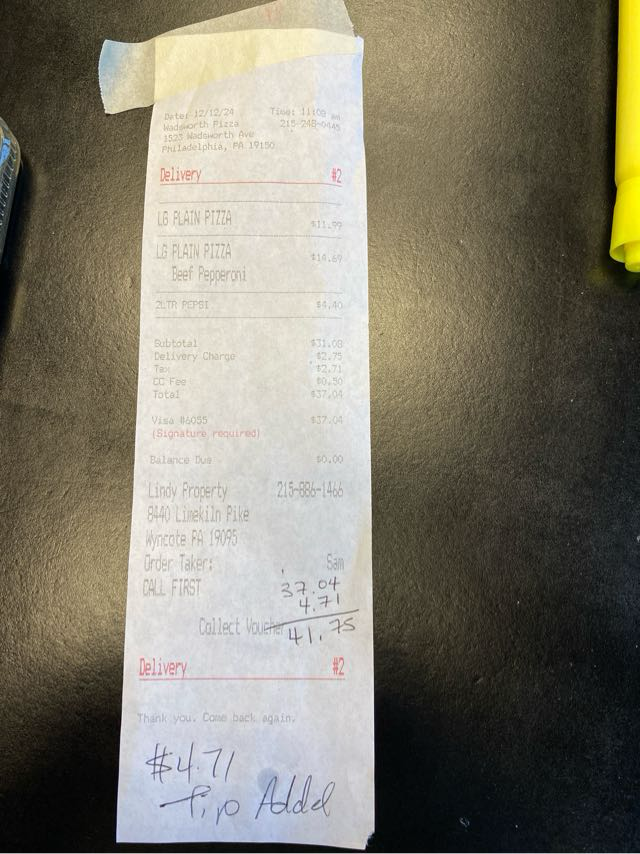 Date: 12/12/24 Time: 11:09 am
Wadsworth Pizza 215-248-0445
1523 Wadsworth Ave
Philadelphia, PA 19150
Delivery #2
LG PLAIN PIZZA $11.99
LG PLAIN PIZZA $14.69
Beef Pepperoni
2LTR PEPSI $4.40
Subtotal $31.08
Delivery Charge $2.75
Tax $2.71
CC Fee $0.50
Total $37.04
Visa #6055 $37.04
(Signature required)
Balance Due $0.00
Lindy Property 215-886-1466
8440 Limekiln Pike
Wyncote PA 19095
Order Taker: Sam
CALL FIRST 37.04
4.71
Collect Voucher 41.75
Delivery #2
Thank you. Come back again.
$4.71
Tip Added